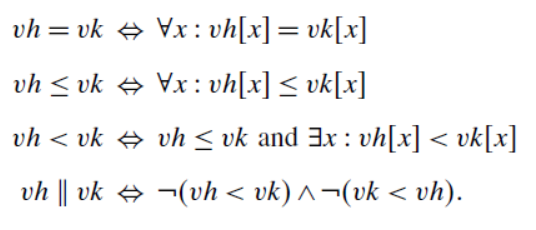 vh = vk ⇔ ∀x : vh[x] = vk[x]
vh ≤ vk ⇔ ∀x : vh[x] ≤ vk[x]
vh < vk ⇔ vh ≤ vk and ∃x : vh[x] < vk[x]
vh ∥ vk ⇔ ¬(vh < vk) ∧ ¬(vk < vh).